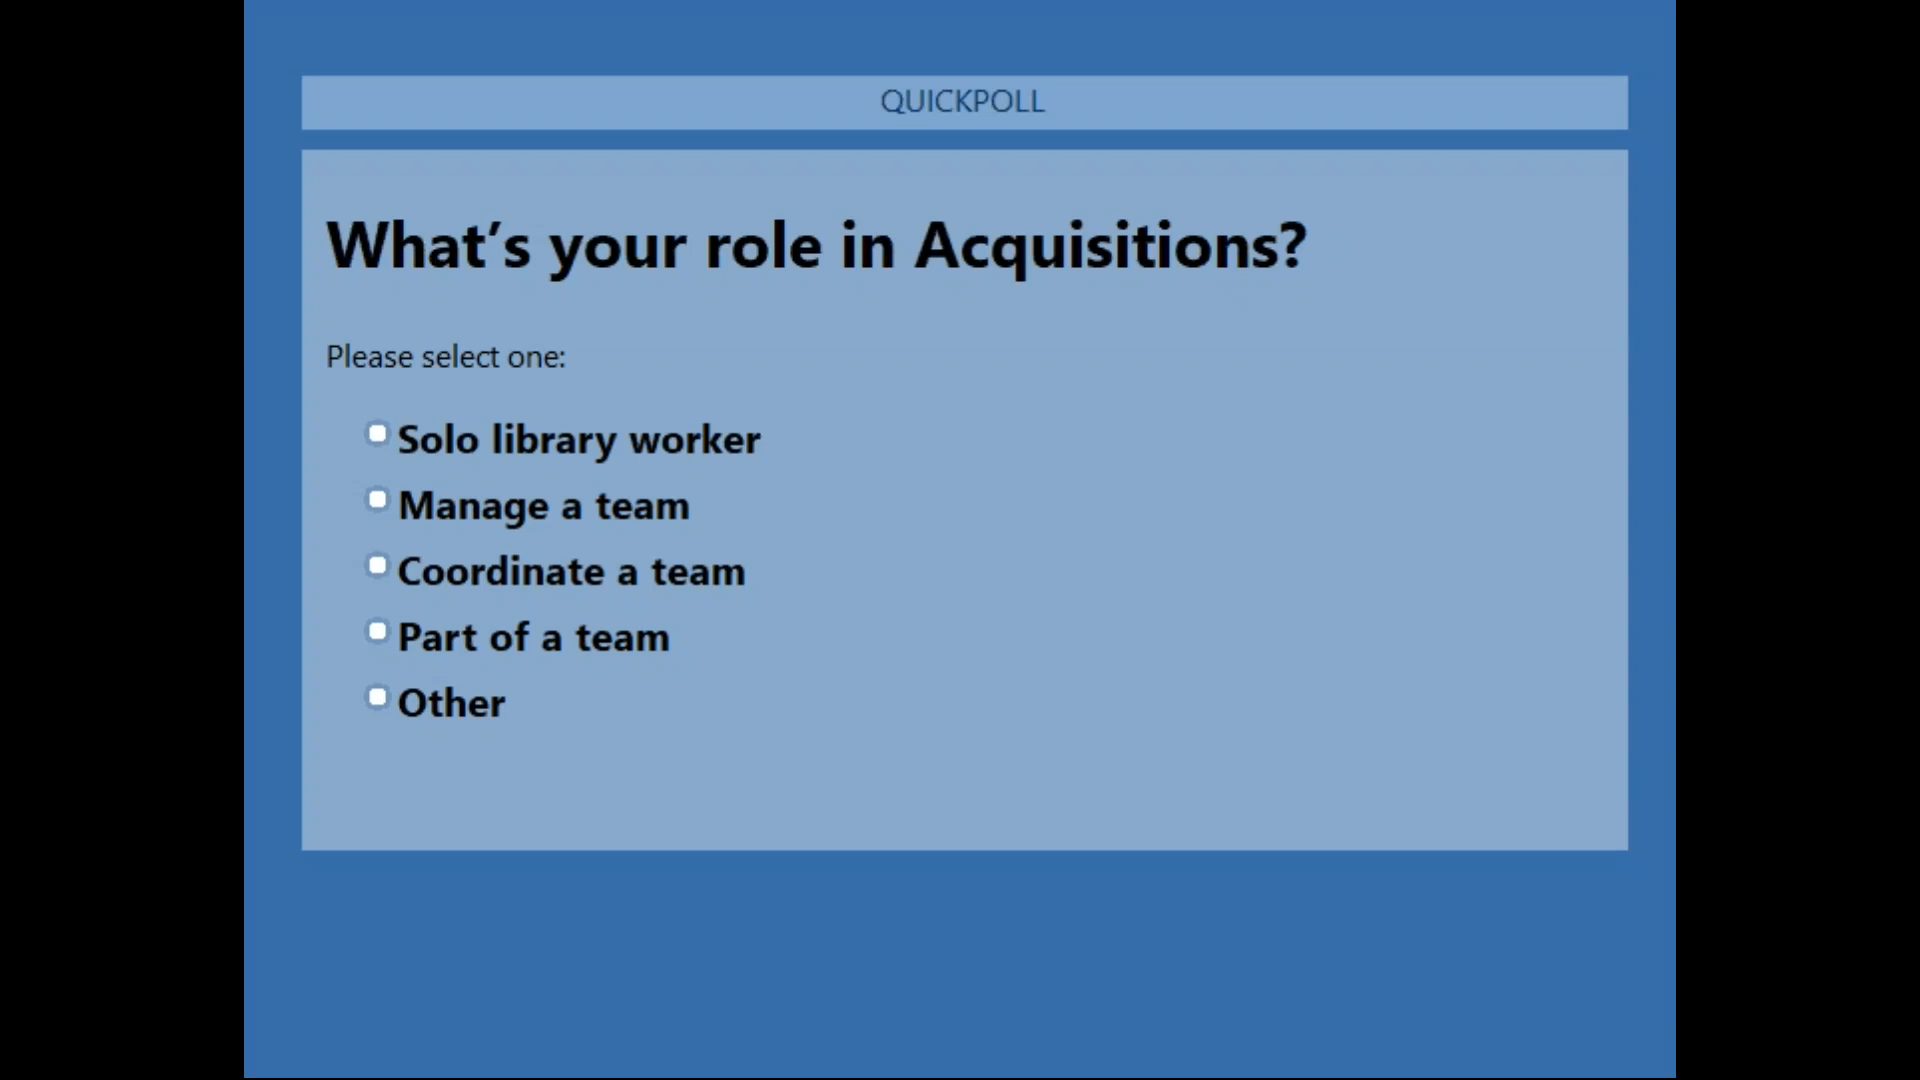 QUICKPOLL
What’s your role in Acquisitions?
Please select one:
Solo library worker
Manage a team
Coordinate a team
Part of a team
Other